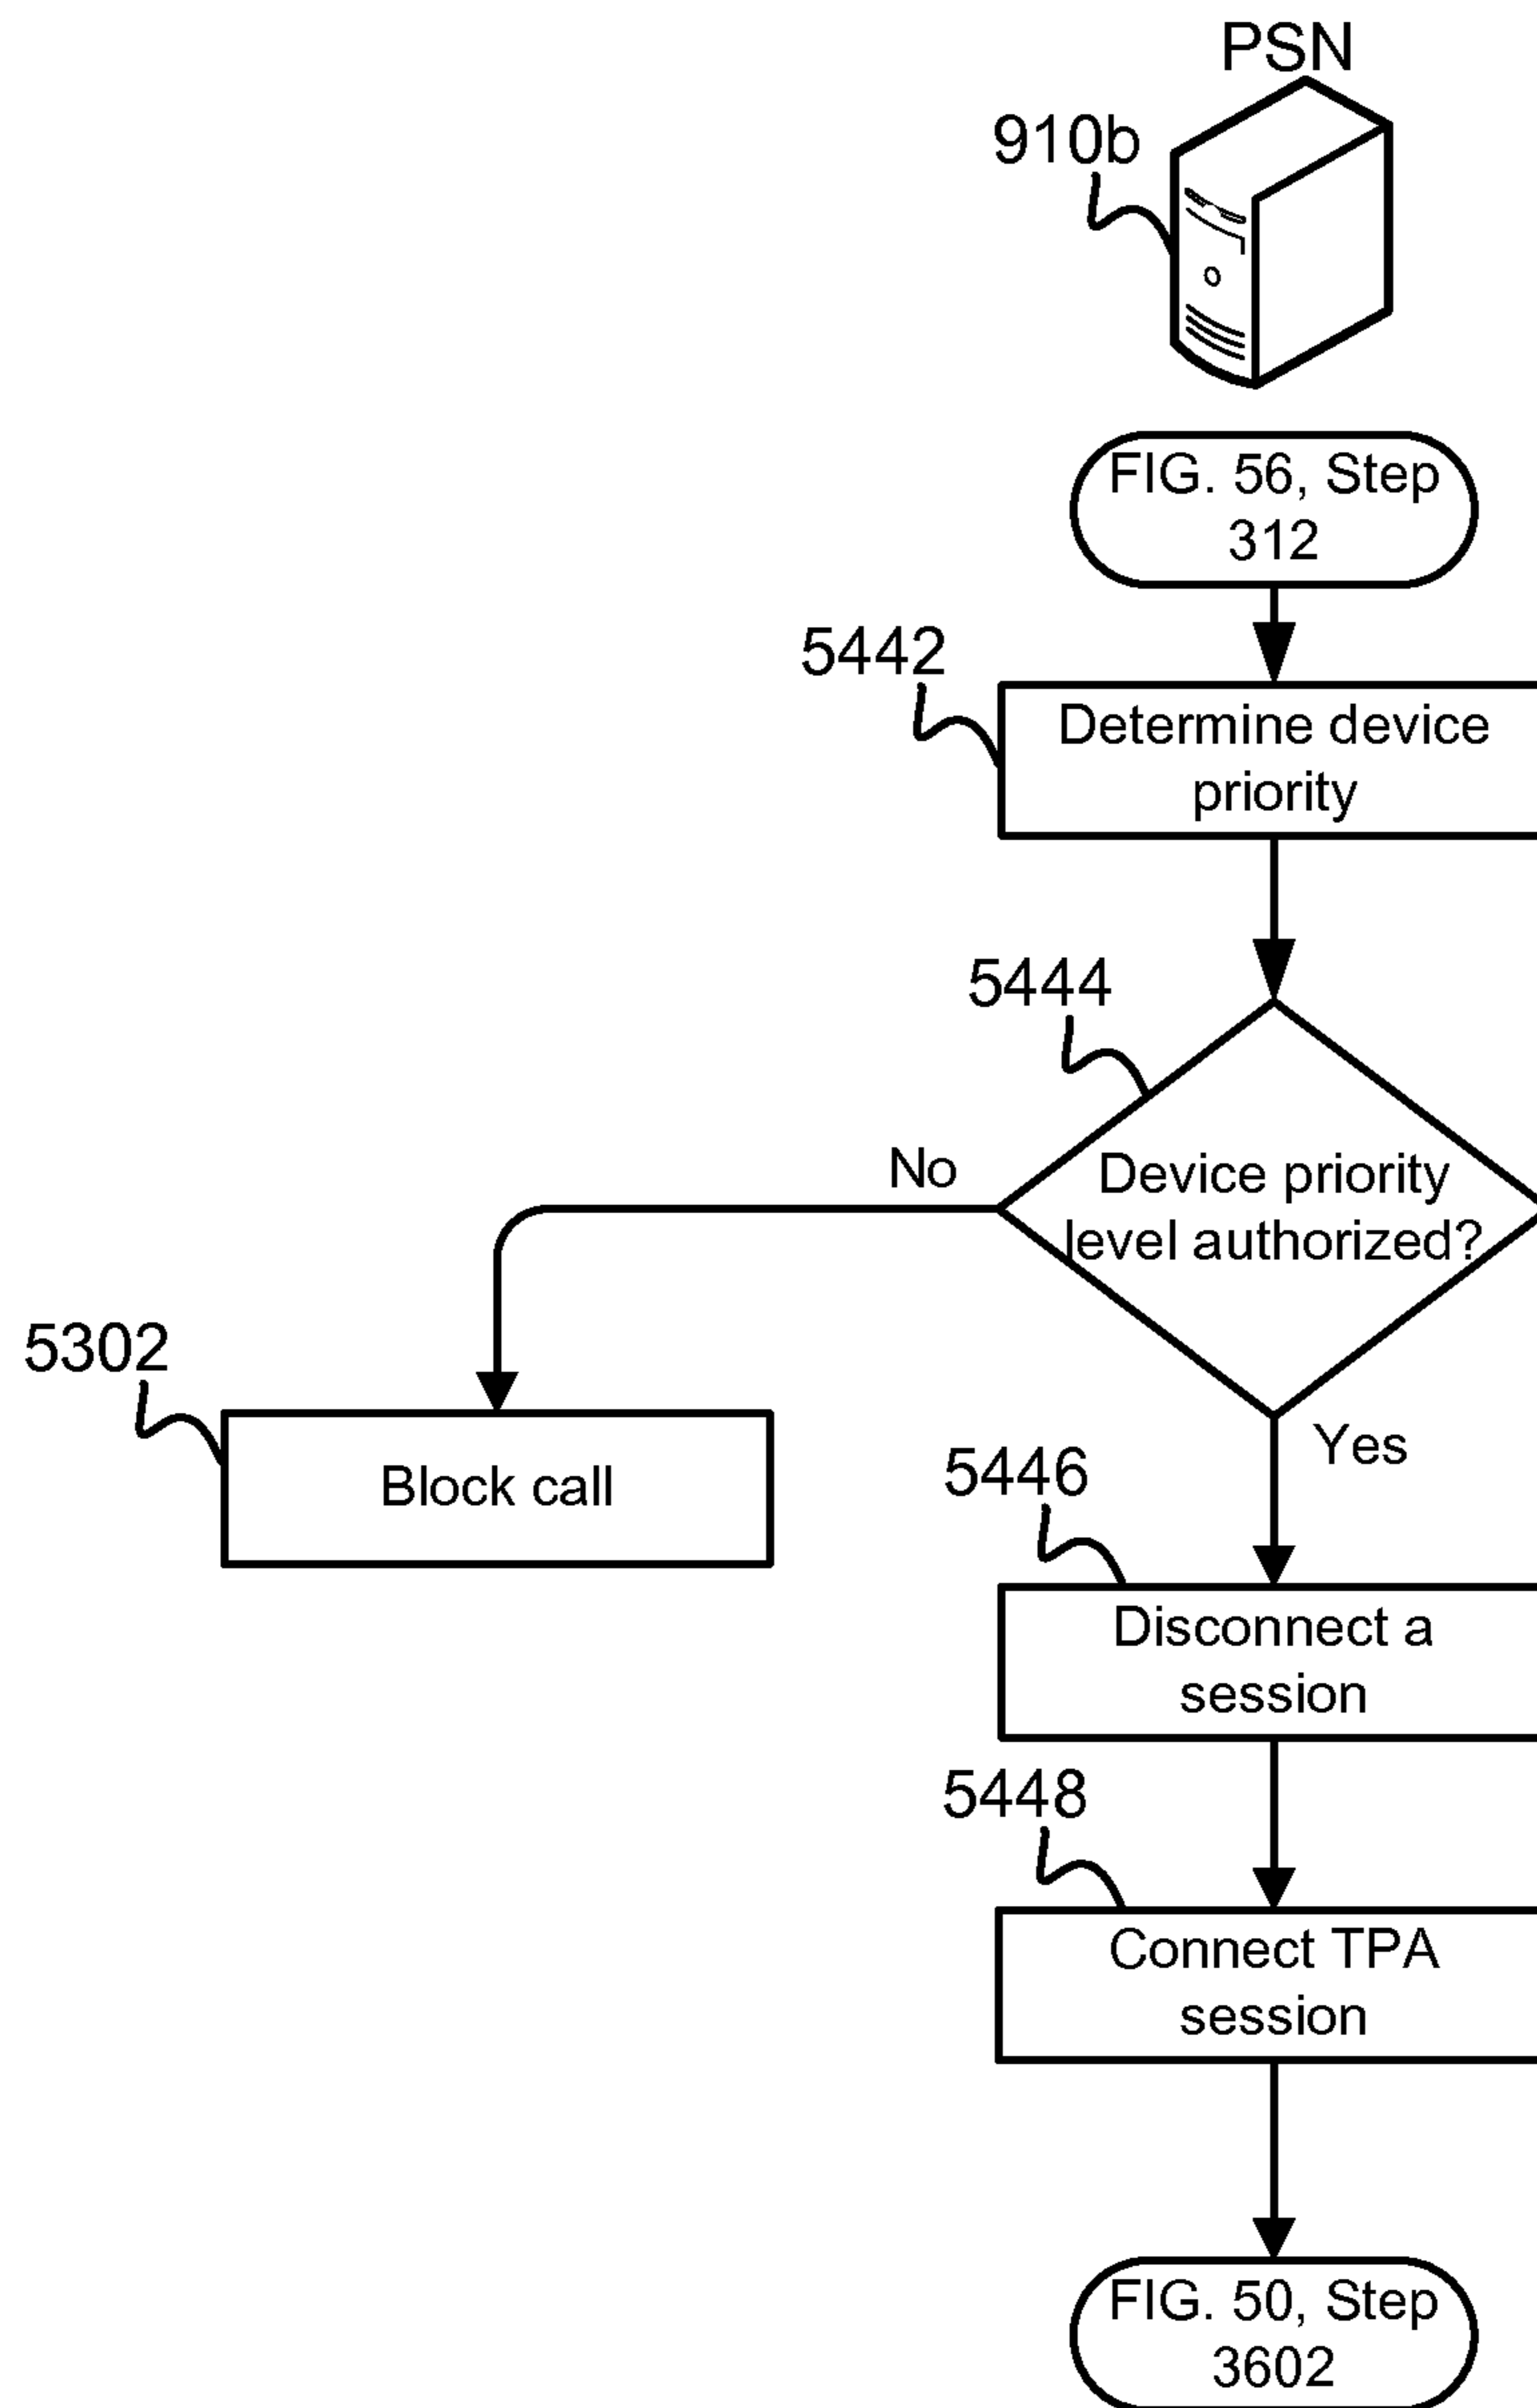 PSN
910b
FIG. 56, Step
312
5442
Determine device
priority
5444
No
Device priority
level authorized?
5302
Block call
Yes
5446
Disconnect a
session
5448
Connect TPA
session
FIG. 50, Step
3602